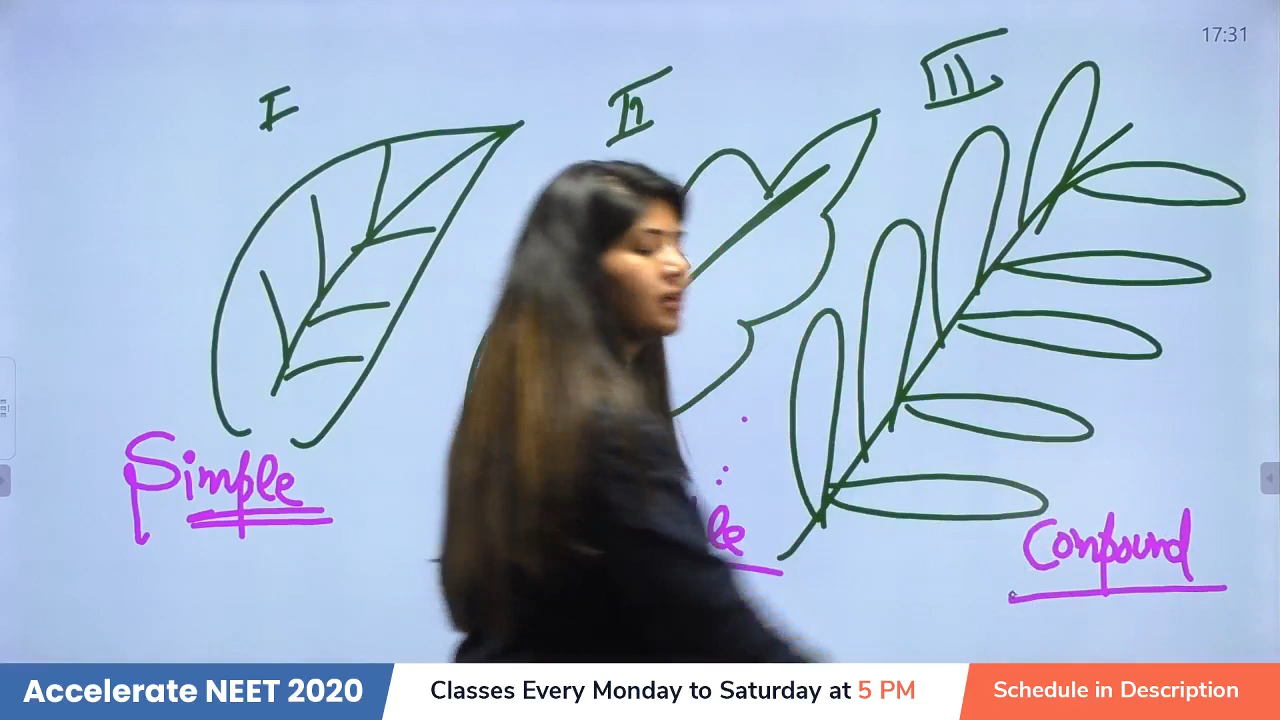 17:31
I
II
III
Simple
le
Compound
Accelerate NEET 2020
Classes Every Monday to Saturday at 5 PM
Schedule in Description